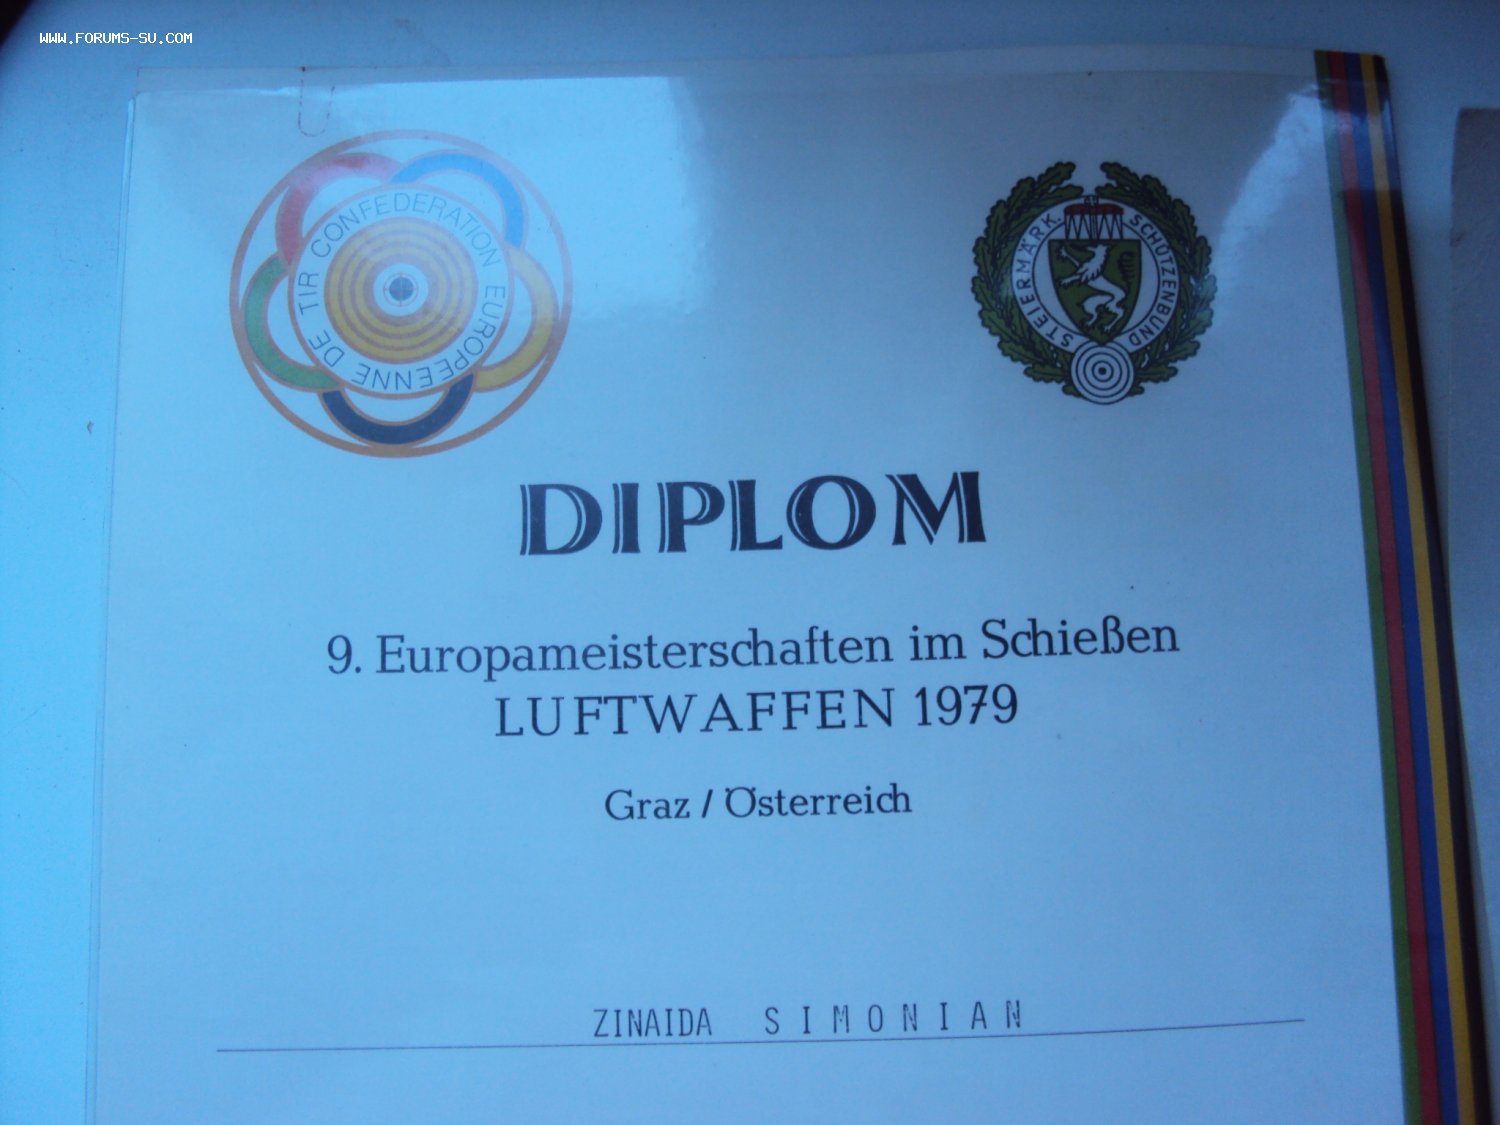 WWW.FORUMS-SU.COM
CONFEDERATION EUROPEENNE DE TIR
STEIERMÄRK. SCHÜTZENBUND
DIPLOM
9. Europameisterschaften im Schießen
LUFTWAFFEN 1979
Graz / Österreich
ZINAIDA SIMONIAN